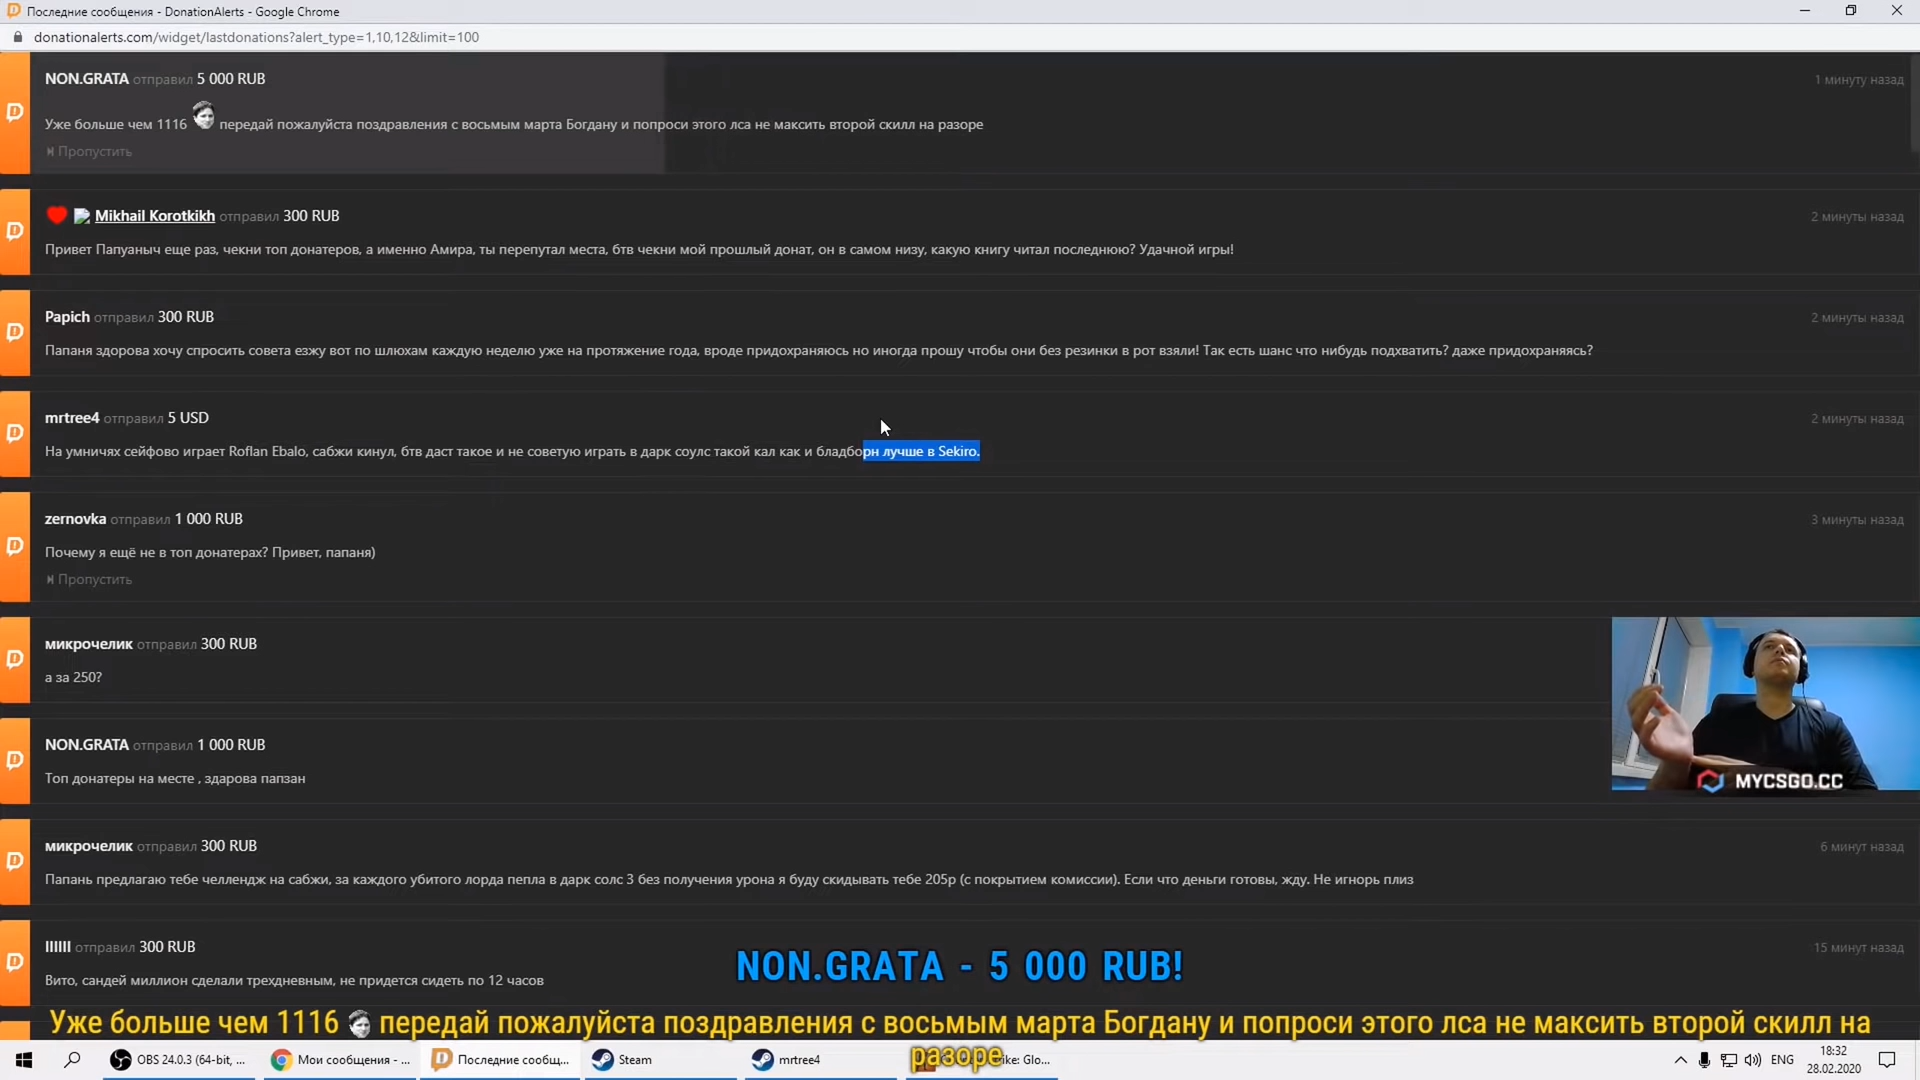 Последние сообщения - DonationAlerts - Google Chrome
donationalerts.com/widget/lastdonations?alert_type=1,10,12&limit=100
NON.GRATA отправил 5 000 RUB
1 минуту назад
Уже больше чем 1116 передай пожалуйста поздравления с восьмым марта Богдану и попроси этого лса не максить второй скилл на разоре
Пропустить
Mikhail Korotkikh отправил 300 RUB
2 минуты назад
Привет Папуаныч еще раз, чекни топ донатеров, а именно Амира, ты перепутал места, бтв чекни мой прошлый донат, он в самом низу, какую книгу читал последнюю? Удачной игры!
Papich отправил 300 RUB
2 минуты назад
Папаня здорова хочу спросить совета езжу вот по шлюхам каждую неделю уже на протяжение года, вроде придохраняюсь но иногда прошу чтобы они без резинки в рот взяли! Так есть шанс что нибудь подхватить? даже придохраняясь?
mrtree4 отправил 5 USD
2 минуты назад
На умничях сейфово играет Roflan Ebalo, сабжи кинул, бтв даст такое и не советую играть в дарк соулс такой кал как и бладборн лучше в Sekiro.
zernovka отправил 1 000 RUB
3 минуты назад
Почему я ещё не в топ донатерах? Привет, папаня)
Пропустить
микрочелик отправил 300 RUB
а за 250?
NON.GRATA отправил 1 000 RUB
Топ донатеры на месте , здарова папзан
MYCSGO.CC
микрочелик отправил 300 RUB
6 минут назад
Папань предлагаю тебе челлендж на сабжи, за каждого убитого лорда пепла в дарк солс 3 без получения урона я буду скидывать тебе 205р (с покрытием комиссии). Если что деньги готовы, жду. Не игнорь плиз
IIIIII отправил 300 RUB
15 минут назад
Вито, сандей миллион сделали трехдневным, не придется сидеть по 12 часов
NON.GRATA - 5 000 RUB!
Уже больше чем 1116 передай пожалуйста поздравления с восьмым марта Богдану и попроси этого лса не максить второй скилл на
разоре
OBS 24.0.3 (64-bit, ...
Мои сообщения - ...
Последние сообщ...
Steam
mrtree4
ike: Glo...
ENG
18:32
28.02.2020